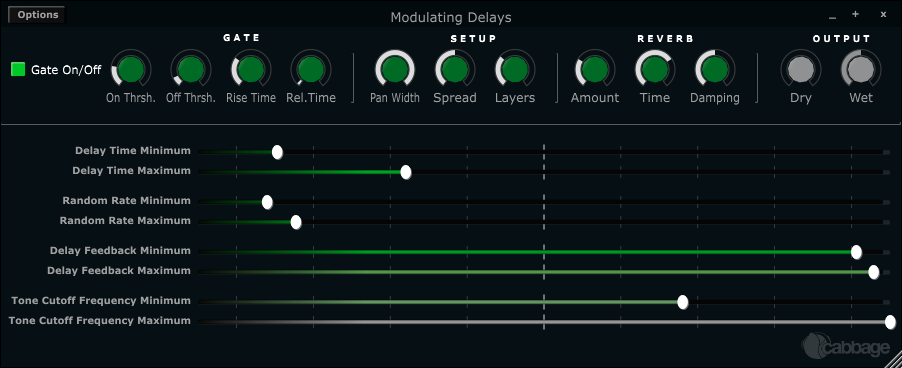 Options
Modulating Delays
_ + x
GATE
SETUP
REVERB
OUTPUT
Gate On/Off
On Thrsh. Off Thrsh. Rise Time Rel.Time
Pan Width Spread Layers
Amount Time Damping
Dry Wet
Delay Time Minimum
Delay Time Maximum
Random Rate Minimum
Random Rate Maximum
Delay Feedback Minimum
Delay Feedback Maximum
Tone Cutoff Frequency Minimum
Tone Cutoff Frequency Maximum
cabbage